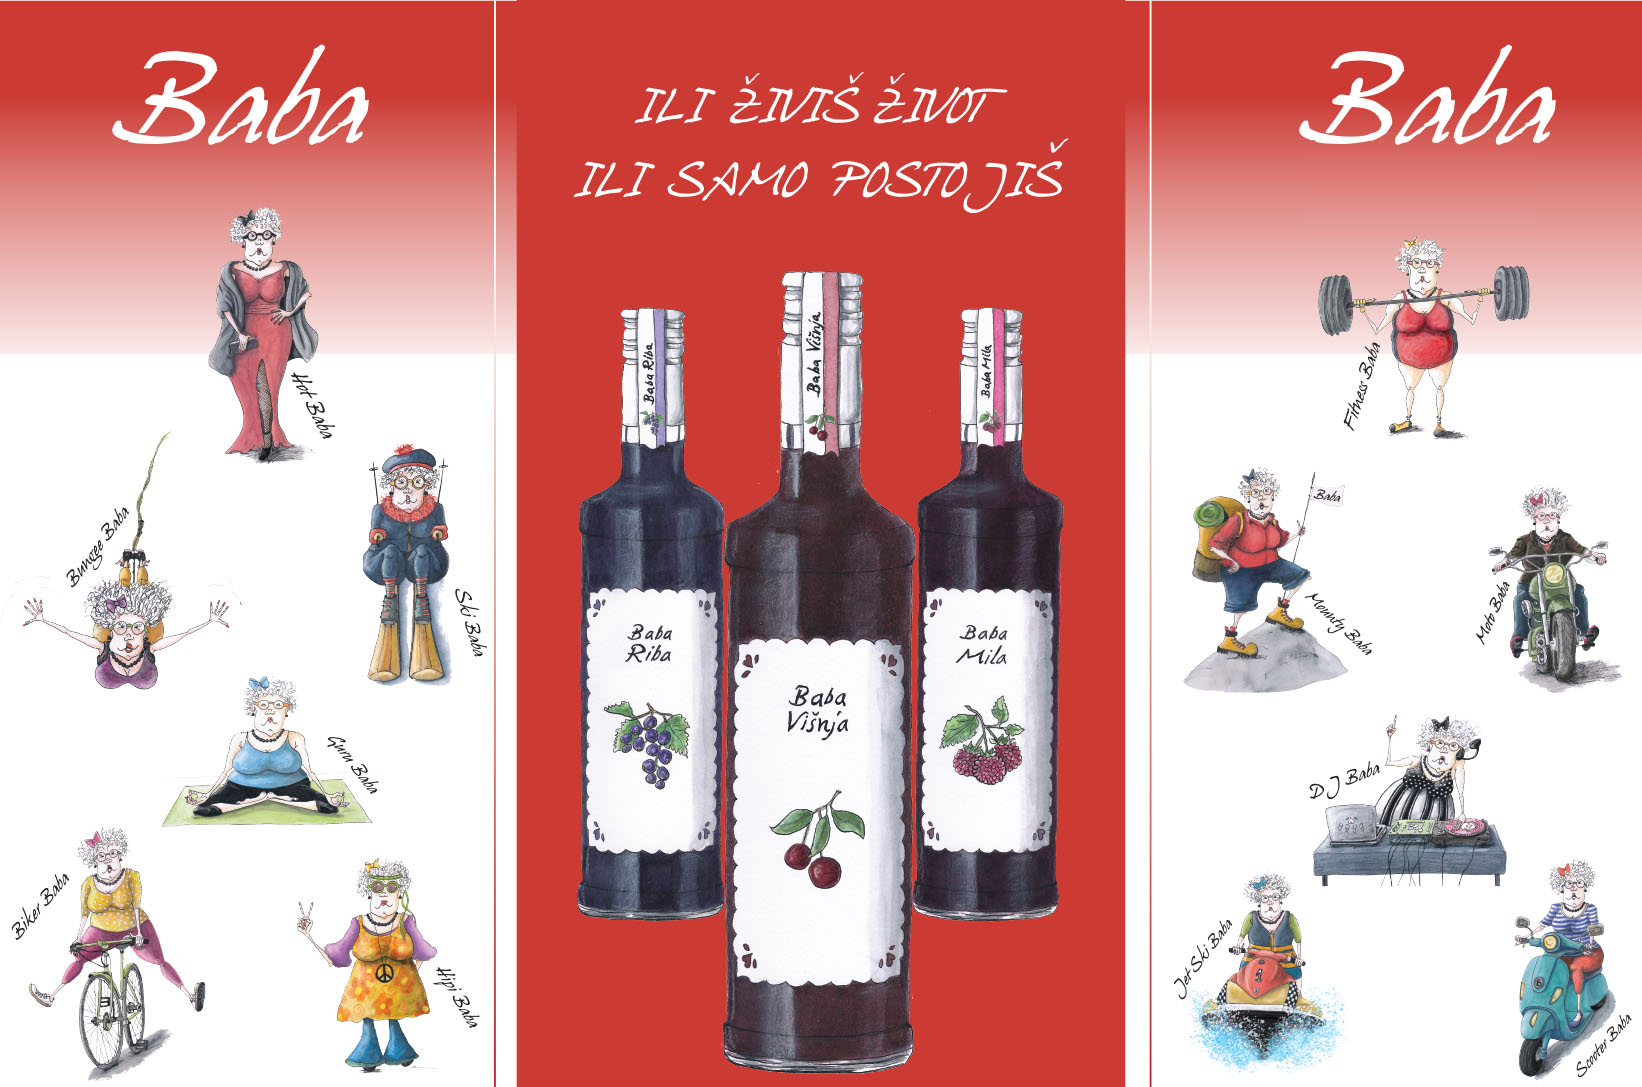 Baba
Hot Baba
Bungee Baba
Ski Baba
Guru Baba
Biker Baba
Hipi Baba
ILI ŽIVIŠ ŽIVOT
ILI SAMO POSTOJIŠ
Baba Riba
Baba Višnja
Baba Mila
Baba
Riba
Baba
Višnja
Baba
Mila
Baba
Fitness Baba
Baba
Mounty Baba
Moto Baba
DJ Baba
Jet Ski Baba
Scooter Baba